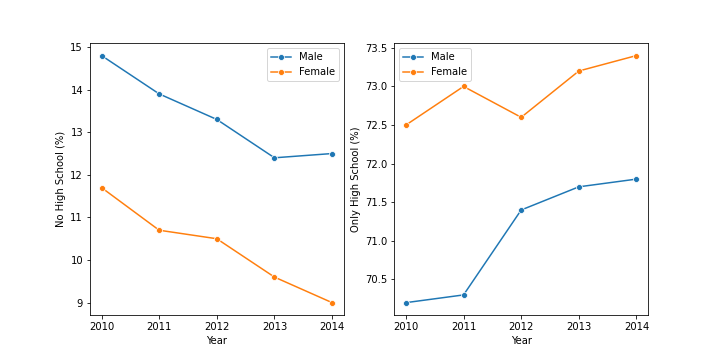 No High School (%)
15
14
13
12
11
10
9
2010 2011 2012 2013 2014
Year
Male
Female
Only High School (%)
73.5
73.0
72.5
72.0
71.5
71.0
70.5
2010 2011 2012 2013 2014
Year
Male
Female